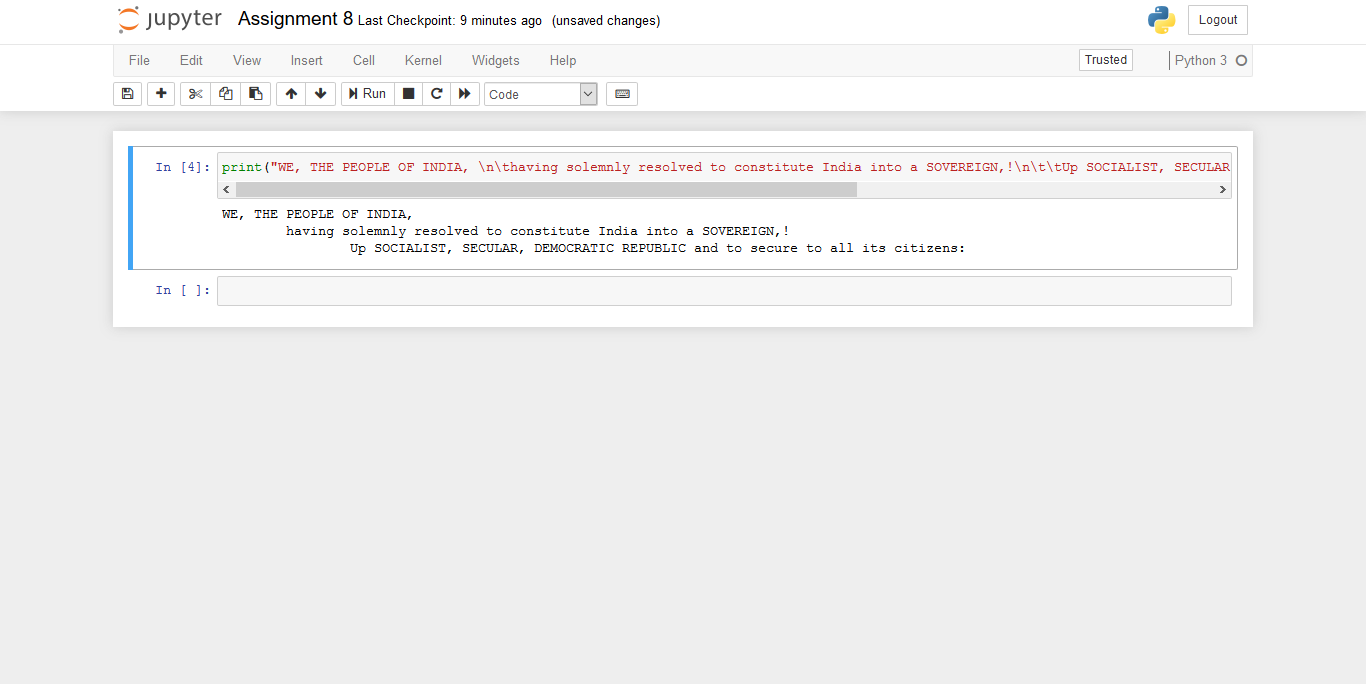 jupyter Assignment 8 Last Checkpoint: 9 minutes ago (unsaved changes) Logout
File Edit View Insert Cell Kernel Widgets Help Trusted Python 3
Run Code
In [4]: print("WE, THE PEOPLE OF INDIA, \n\thaving solemnly resolved to constitute India into a SOVEREIGN,!\n\t\tUp SOCIALIST, SECULAR
WE, THE PEOPLE OF INDIA,
having solemnly resolved to constitute India into a SOVEREIGN,!
Up SOCIALIST, SECULAR, DEMOCRATIC REPUBLIC and to secure to all its citizens:
In [ ]: